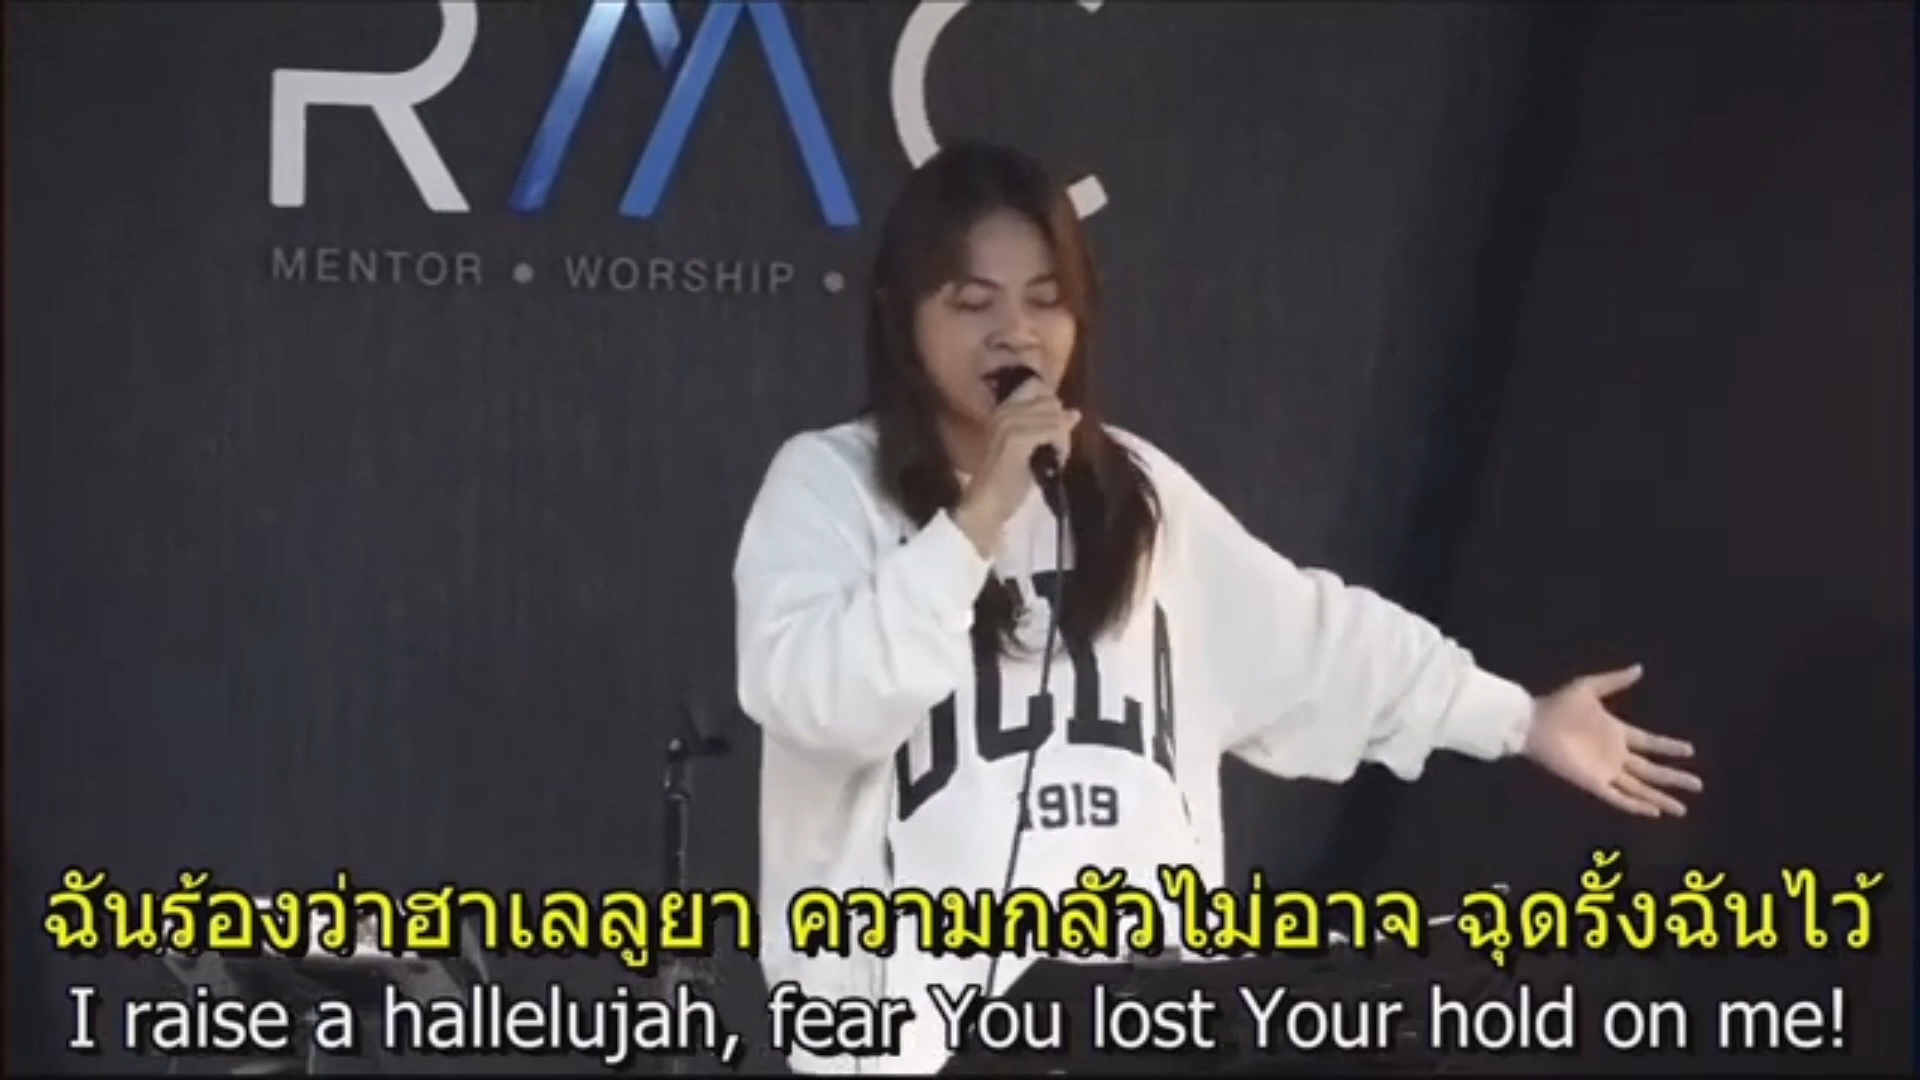 RMC
MENTOR • WORSHIP •
UCLA
1919
ฉันร้องว่าฮาเลลูยา ความกลัวไม่อาจ ฉุดรั้งฉันไว้
I raise a hallelujah, fear You lost Your hold on me!